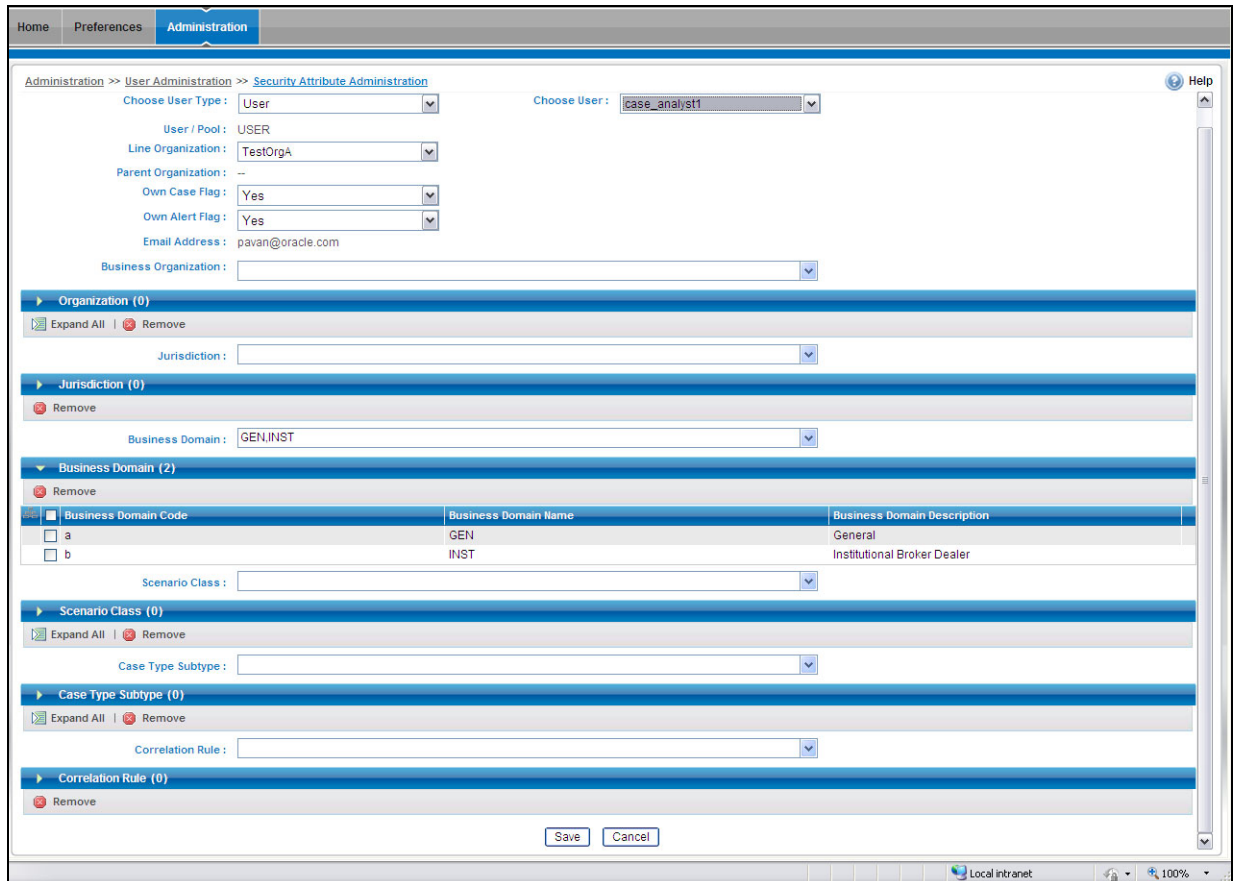 Home Preferences Administration
Administration >> User Administration >> Security Attribute Administration Help
Choose User Type : User Choose User : case_analyst1
User / Pool : USER
Line Organization : TestOrgA
Parent Organization : --
Own Case Flag : Yes
Own Alert Flag : Yes
Email Address : pavan@oracle.com
Business Organization :
Organization (0)
Expand All | Remove
Jurisdiction :
Jurisdiction (0)
Remove
Business Domain : GEN,INST
Business Domain (2)
Remove
Business Domain Code Business Domain Name Business Domain Description
a GEN General
b INST Institutional Broker Dealer
Scenario Class :
Scenario Class (0)
Expand All | Remove
Case Type Subtype :
Case Type Subtype (0)
Expand All | Remove
Correlation Rule :
Correlation Rule (0)
Remove
Save Cancel
Local intranet 100%